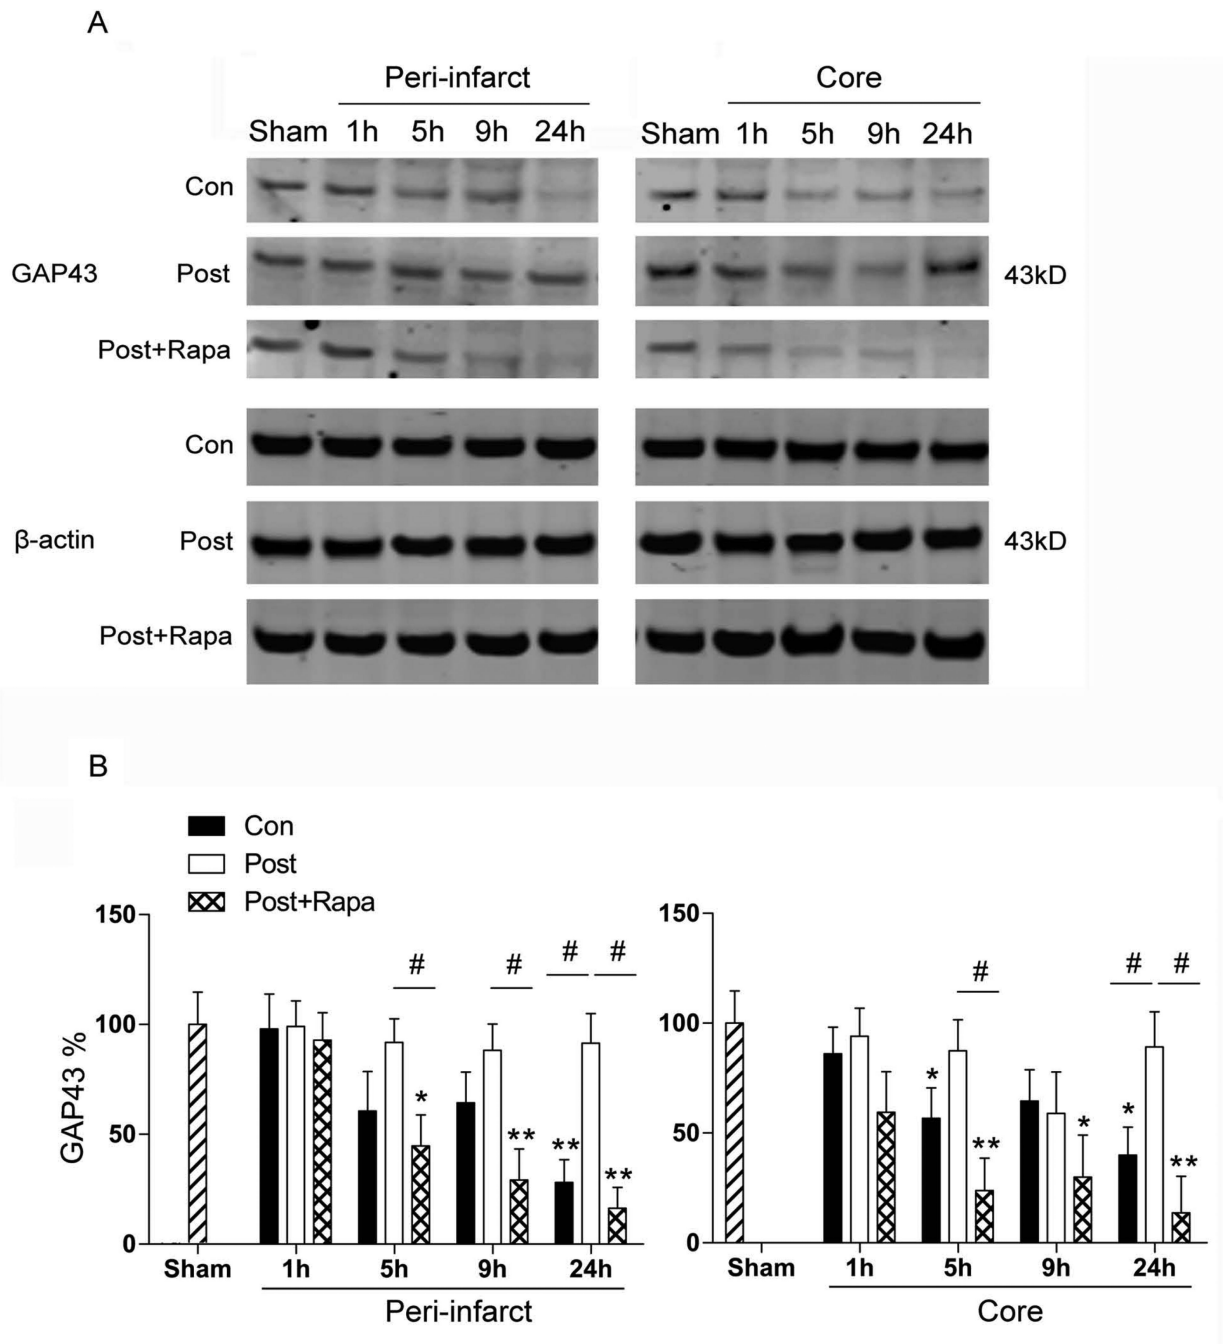 A
Peri-infarct Core
Sham 1h 5h 9h 24h Sham 1h 5h 9h 24h
Con
GAP43 Post 43kD
Post+Rapa
Con
β-actin Post 43kD
Post+Rapa
B
Con
Post
Post+Rapa
150 150
# # # # # # #
100 100
GAP43 %
* ** ** ** * ** * * **
50 50
0 0
Sham 1h 5h 9h 24h Sham 1h 5h 9h 24h
Peri-infarct Core